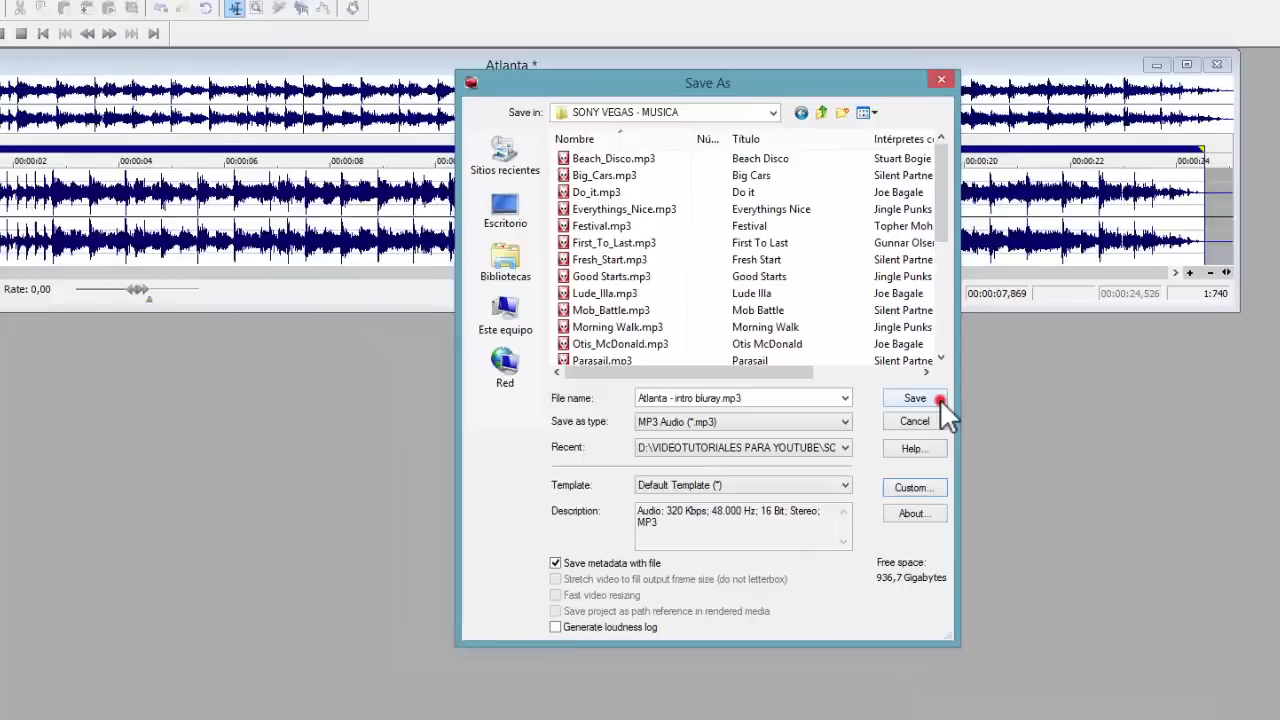 Atlanta *
Save As
Save in: SONY VEGAS - MUSICA
Nombre Nú... Título Intérpretes cc
Sitios recientes
Escritorio
Bibliotecas
Este equipo
Red
Beach_Disco.mp3 Beach Disco Stuart Bogie
Big_Cars.mp3 Big Cars Silent Partne
Do_it.mp3 Do it Joe Bagale
Everythings_Nice.mp3 Everythings Nice Jingle Punks
Festival.mp3 Festival Topher Moh
First_To_Last.mp3 First To Last Gunnar Olse
Fresh_Start.mp3 Fresh Start Silent Partne
Good Starts.mp3 Good Starts Jingle Punks
Lude_Illa.mp3 Lude Illa Joe Bagale
Mob_Battle.mp3 Mob Battle Silent Partne
Morning Walk.mp3 Morning Walk Jingle Punks
Otis_McDonald.mp3 Otis McDonald Joe Bagale
Parasail.mp3 Parasail Silent Partne
00:00:02 00:00:04 00:00:06 00:00:08 00:00:20 00:00:22 00:00:24
Rate: 0,00
00:00:07,869 00:00:24,526 1:740
File name: Atlanta - intro bluray.mp3 Save
Save as type: MP3 Audio (*.mp3) Cancel
Recent: D:\VIDEOTUTORIALES PARA YOUTUBE\SC Help...
Template: Default Template (*) Custom...
Description: Audio: 320 Kbps; 48.000 Hz; 16 Bit; Stereo; About...
MP3
Save metadata with file
Stretch video to fill output frame size (do not letterbox)
Fast video resizing
Save project as path reference in rendered media
Generate loudness log
Free space:
936,7 Gigabytes